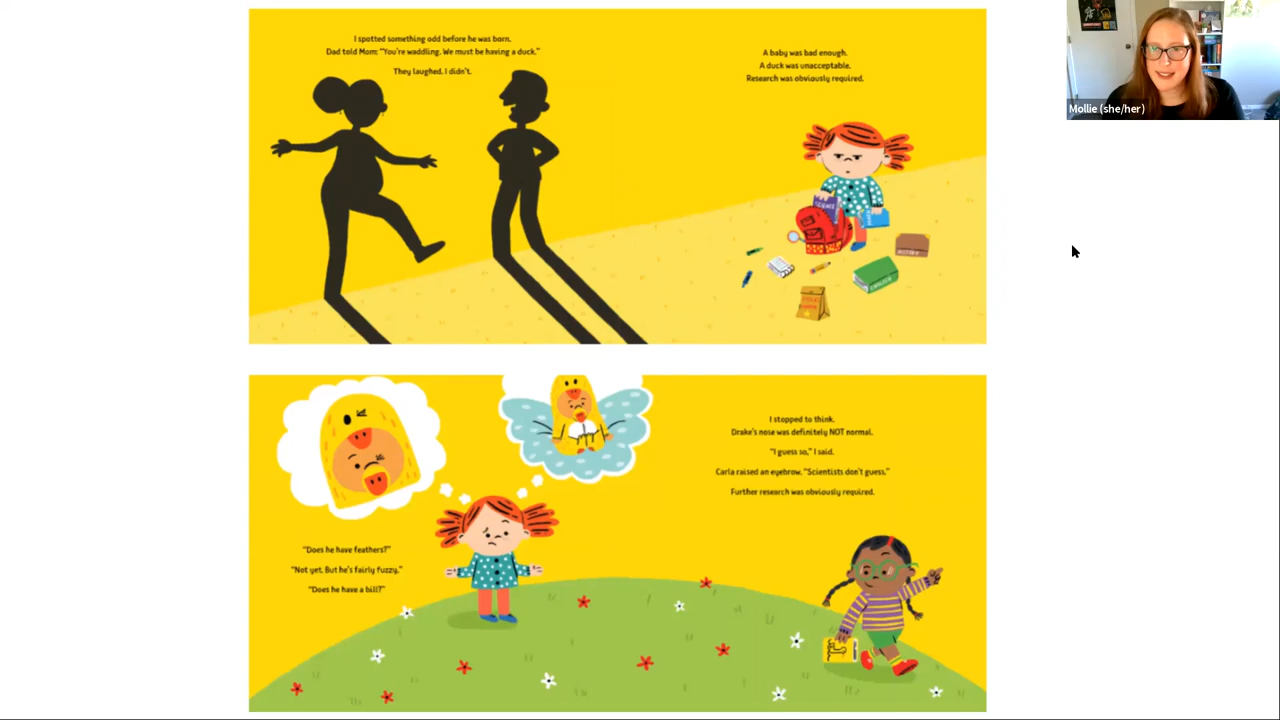 I spotted something odd before he was born.
Dad told Mom: "You're waddling. We must be having a duck."
They laughed. I didn't.
A baby was bad enough.
A duck was unacceptable.
Research was obviously required.
SCIENCE
HISTORY
ENGLISH
Mollie (she/her)
"Does he have feathers?"
"Not yet. But he's fairly fuzzy."
"Does he have a bill?"
I stopped to think.
Drake's nose was definitely NOT normal.
"I guess so," I said.
Carla raised an eyebrow. "Scientists don't guess."
Further research was obviously required.